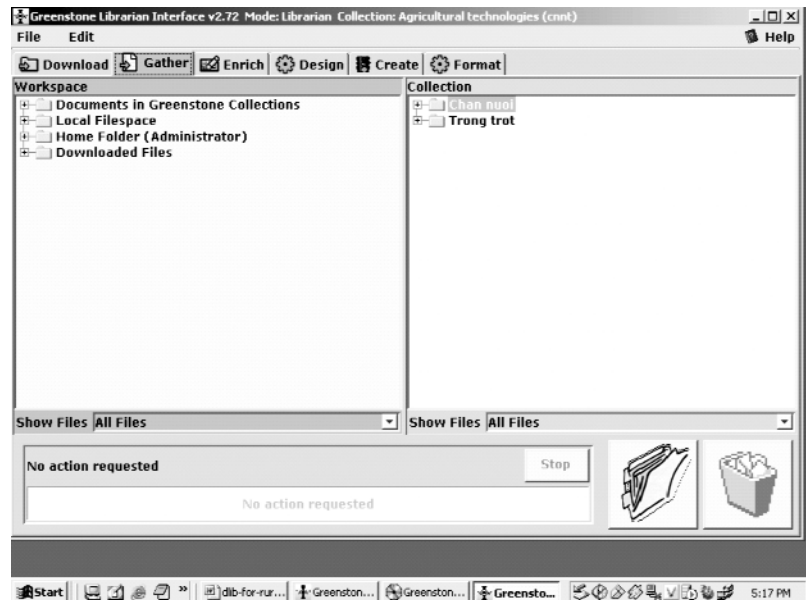 Greenstone Librarian Interface v2.72 Mode: Librarian Collection: Agricultural technologies (cnnt)
File Edit Help
Download Gather Enrich Design Create Format
Workspace
Documents in Greenstone Collections
Local Filespace
Home Folder (Administrator)
Downloaded Files
Show Files All Files
Collection
Chan nuoi
Trong trot
Show Files All Files
No action requested Stop
No action requested
Start » dlib-for-rur... Greenston... Greenston... Greensto... 5:17 PM